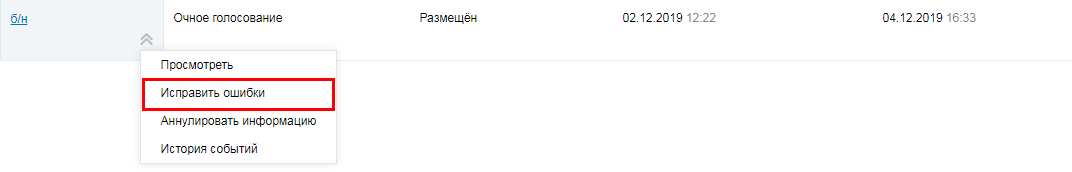 б/н Очное голосование Размещён 02.12.2019 12:22 04.12.2019 16:33
Просмотреть
Исправить ошибки
Аннулировать информацию
История событий